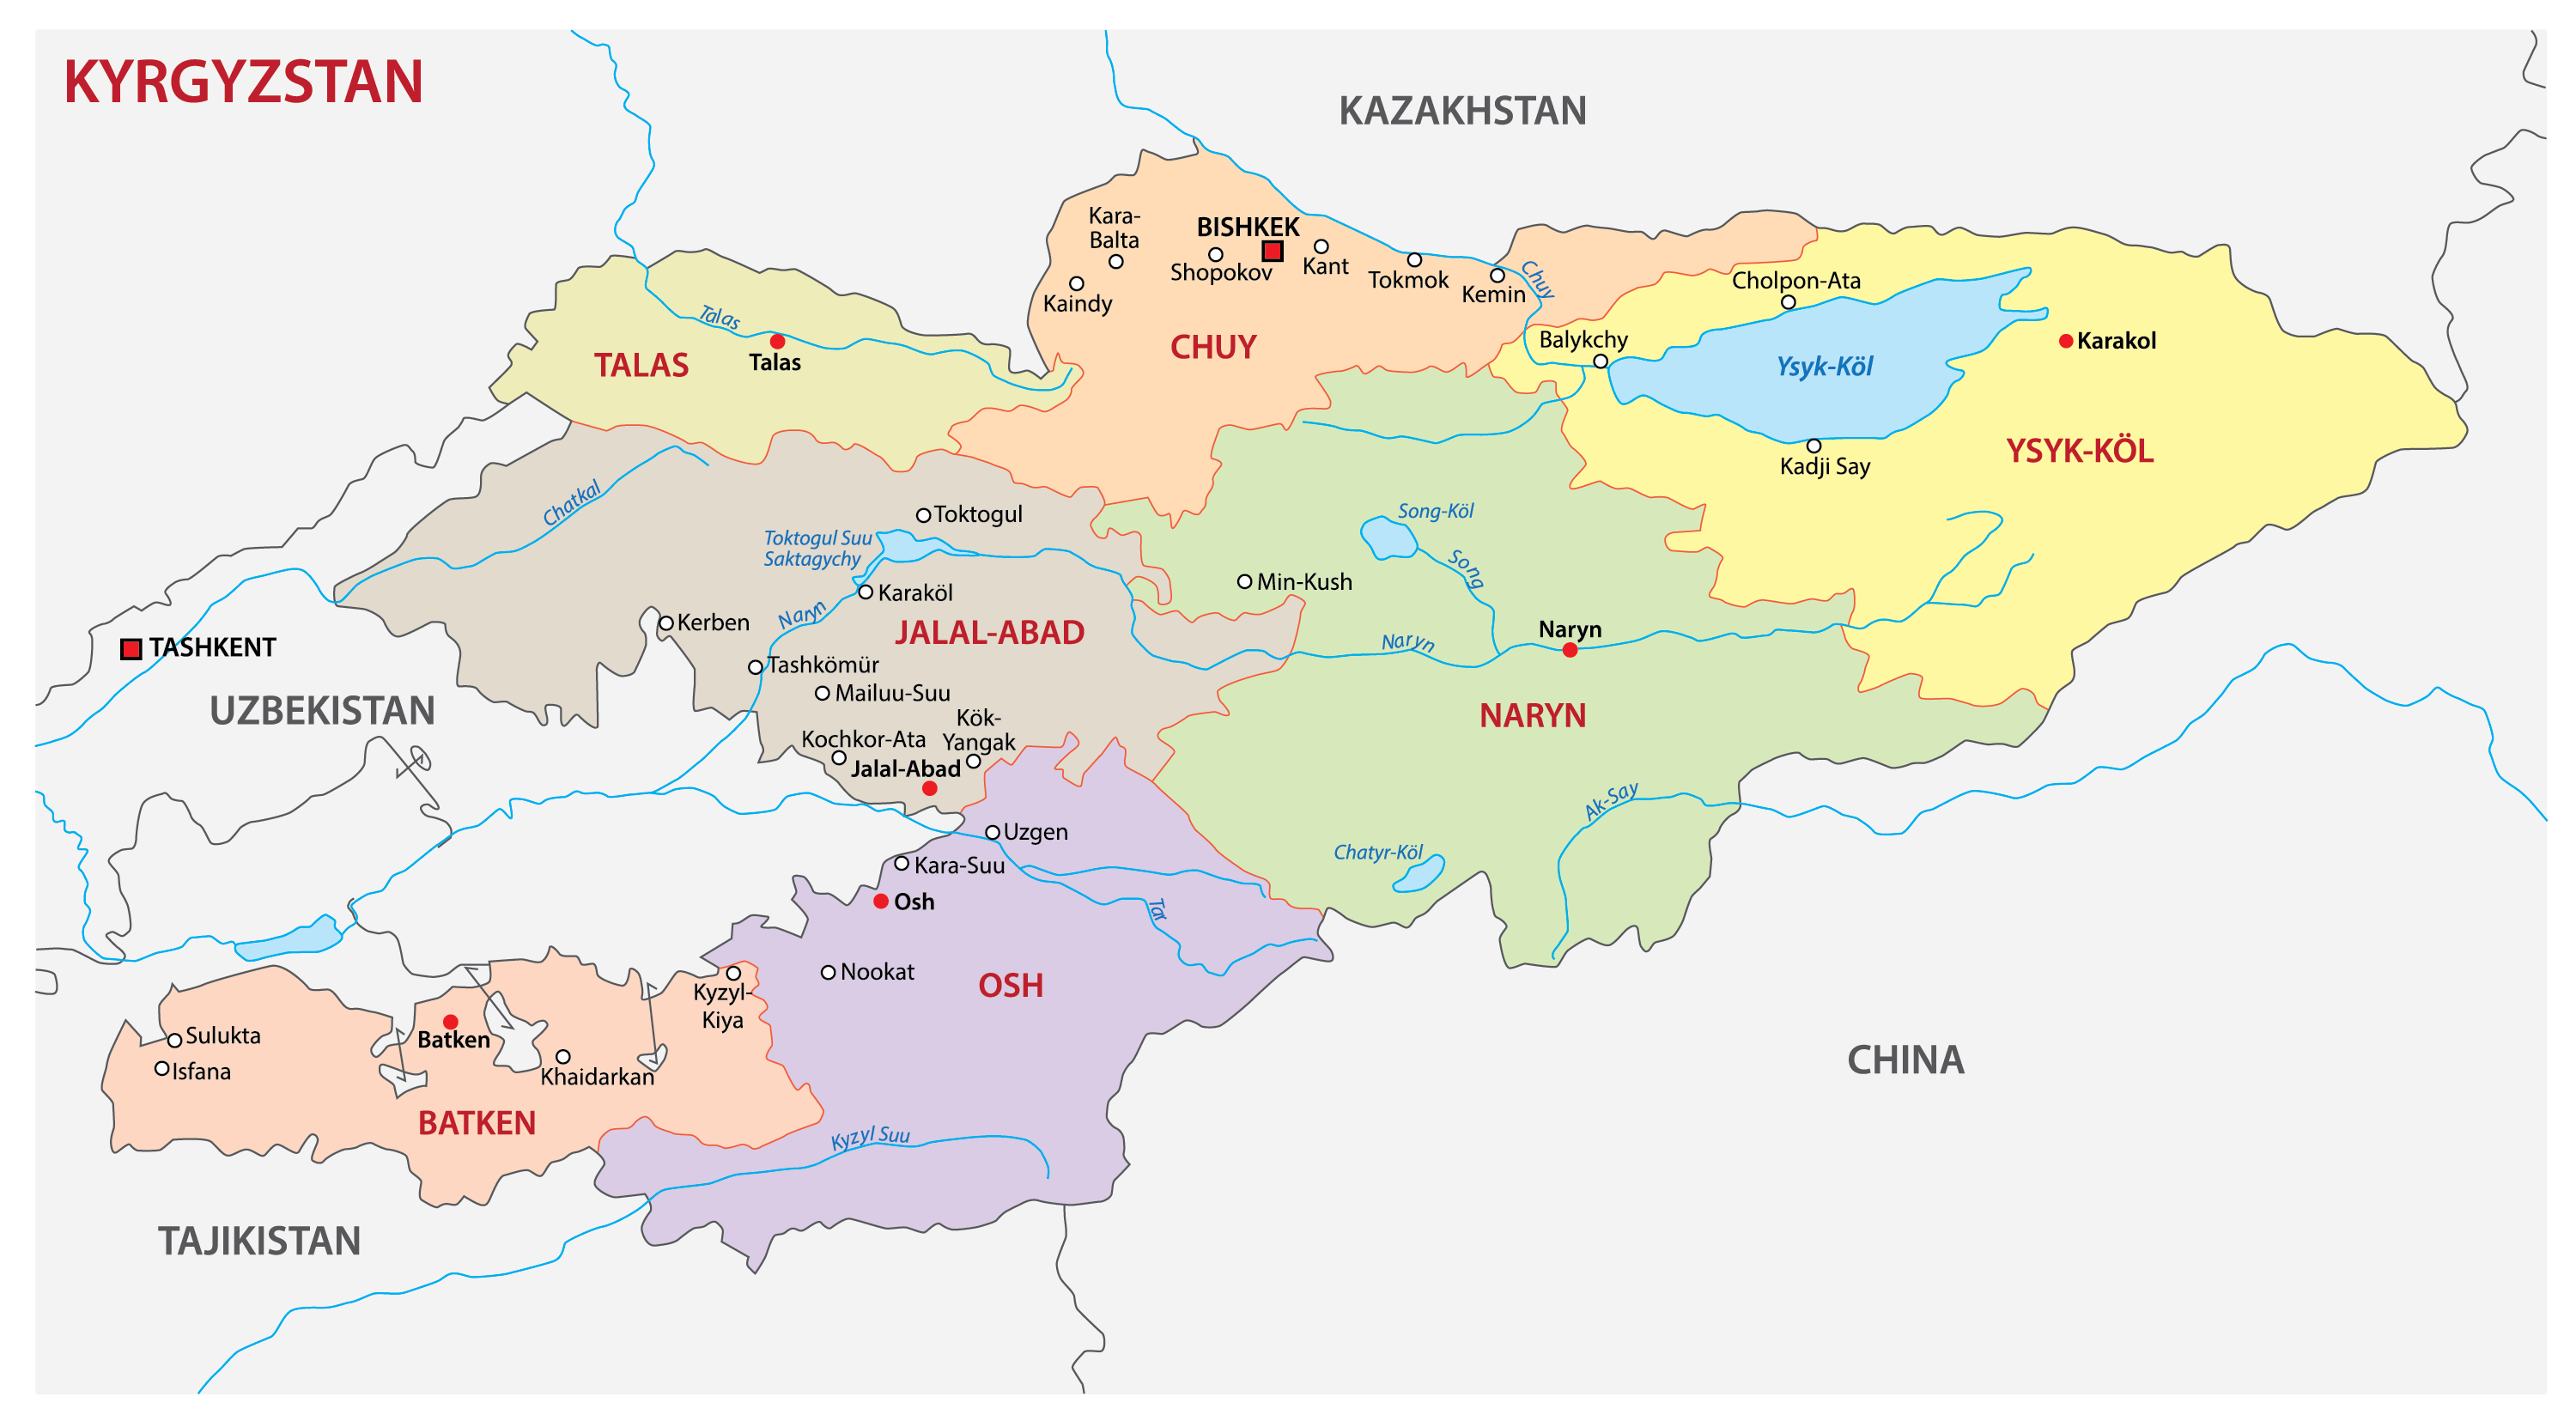 KYRGYZSTAN
KAZAKHSTAN
Kara-
Balta
BISHKEK
Shopokov
Kant
Tokmok
Kemin
Chuy
Kaindy
Cholpon-Ata
Balykchy
Karakol
Ysyk-Köl
Talas
TALAS
Talas
CHUY
YSYK-KÖL
Kadji Say
Chatkal
Toktogul
Toktogul Suu
Saktagychy
Song-Köl
Song
Karaköl
Min-Kush
Naryn
Kerben
JALAL-ABAD
Naryn
Naryn
TASHKENT
Tashkömür
Mailuu-Suu
UZBEKISTAN
NARYN
Kök-
Yangak
Kochkor-Ata
Jalal-Abad
Ak-Say
Uzgen
Chatyr-Köl
Kara-Suu
Osh
Tar
Nookat
OSH
Kyzyl-
Kiya
Sulukta
Batken
Isfana
Khaidarkan
CHINA
BATKEN
Kyzyl Suu
TAJIKISTAN